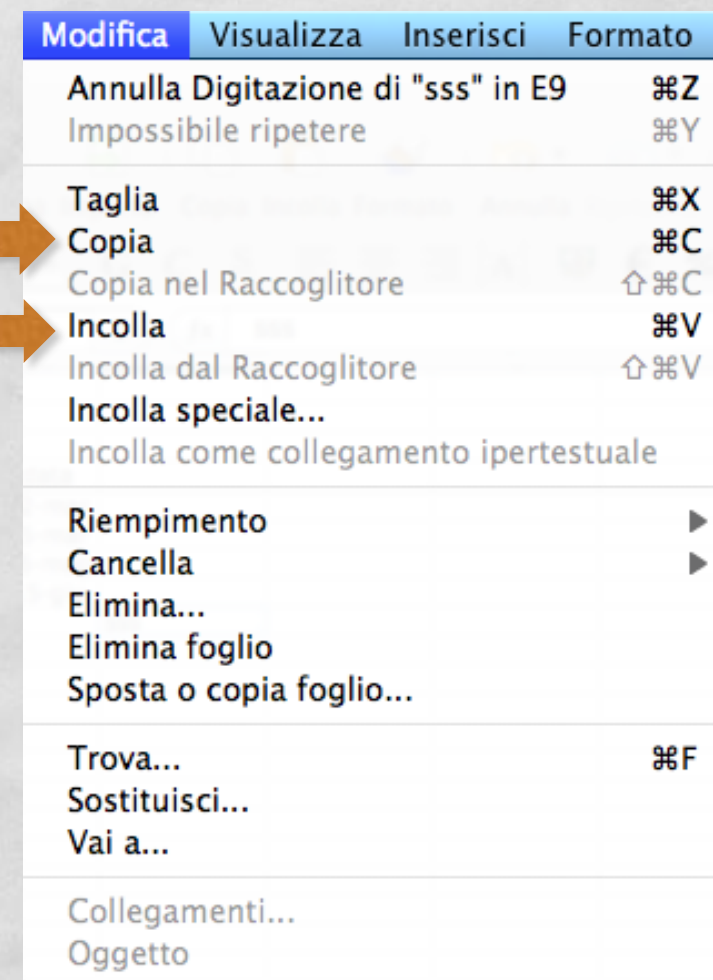 Modifica Visualizza Inserisci Formato
Annulla Digitazione di "sss" in E9 ⌘Z
Impossibile ripetere ⌘Y
Taglia ⌘X
Copia ⌘C
Copia nel Raccoglitore ⇧⌘C
Incolla ⌘V
Incolla dal Raccoglitore ⇧⌘V
Incolla speciale...
Incolla come collegamento ipertestuale
Riempimento ▶
Cancella ▶
Elimina...
Elimina foglio
Sposta o copia foglio...
Trova... ⌘F
Sostituisci...
Vai a...
Collegamenti...
Oggetto